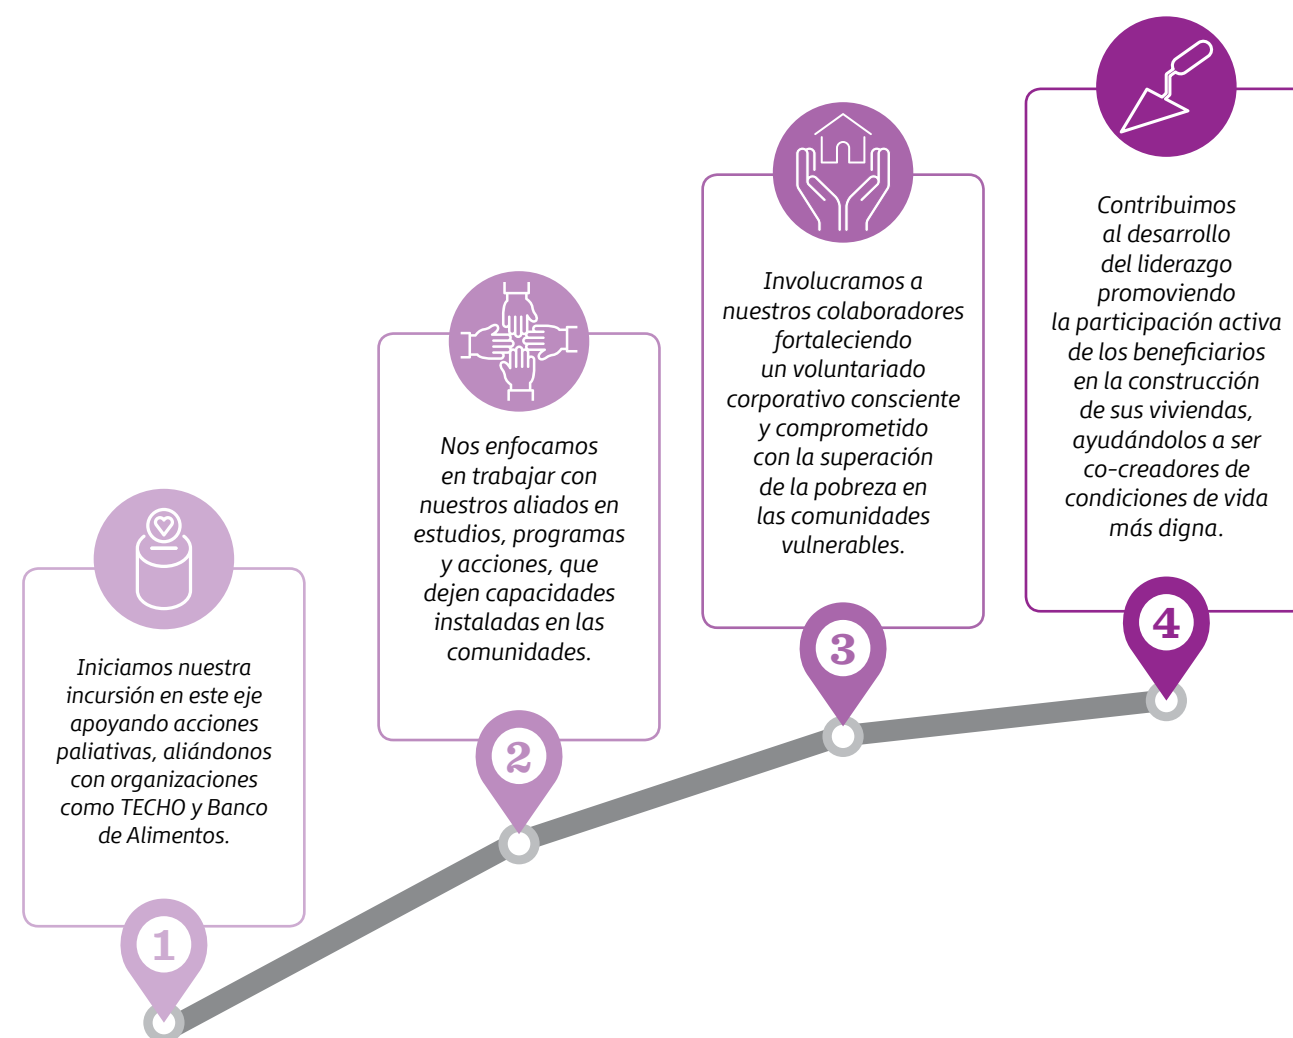 Iniciamos nuestra
incursión en este eje
apoyando acciones
paliativas, aliándonos
con organizaciones
como TECHO y Banco
de Alimentos.
1
Nos enfocamos
en trabajar con
nuestros aliados en
estudios, programas
y acciones, que
dejen capacidades
instaladas en las
comunidades.
2
Involucramos a
nuestros colaboradores
fortaleciendo
un voluntariado
corporativo consciente
y comprometido
con la superación
de la pobreza en
las comunidades
vulnerables.
3
Contribuimos
al desarrollo
del liderazgo
promoviendo
la participación activa
de los beneficiarios
en la construcción
de sus viviendas,
ayudándolos a ser
co-creadores de
condiciones de vida
más digna.
4